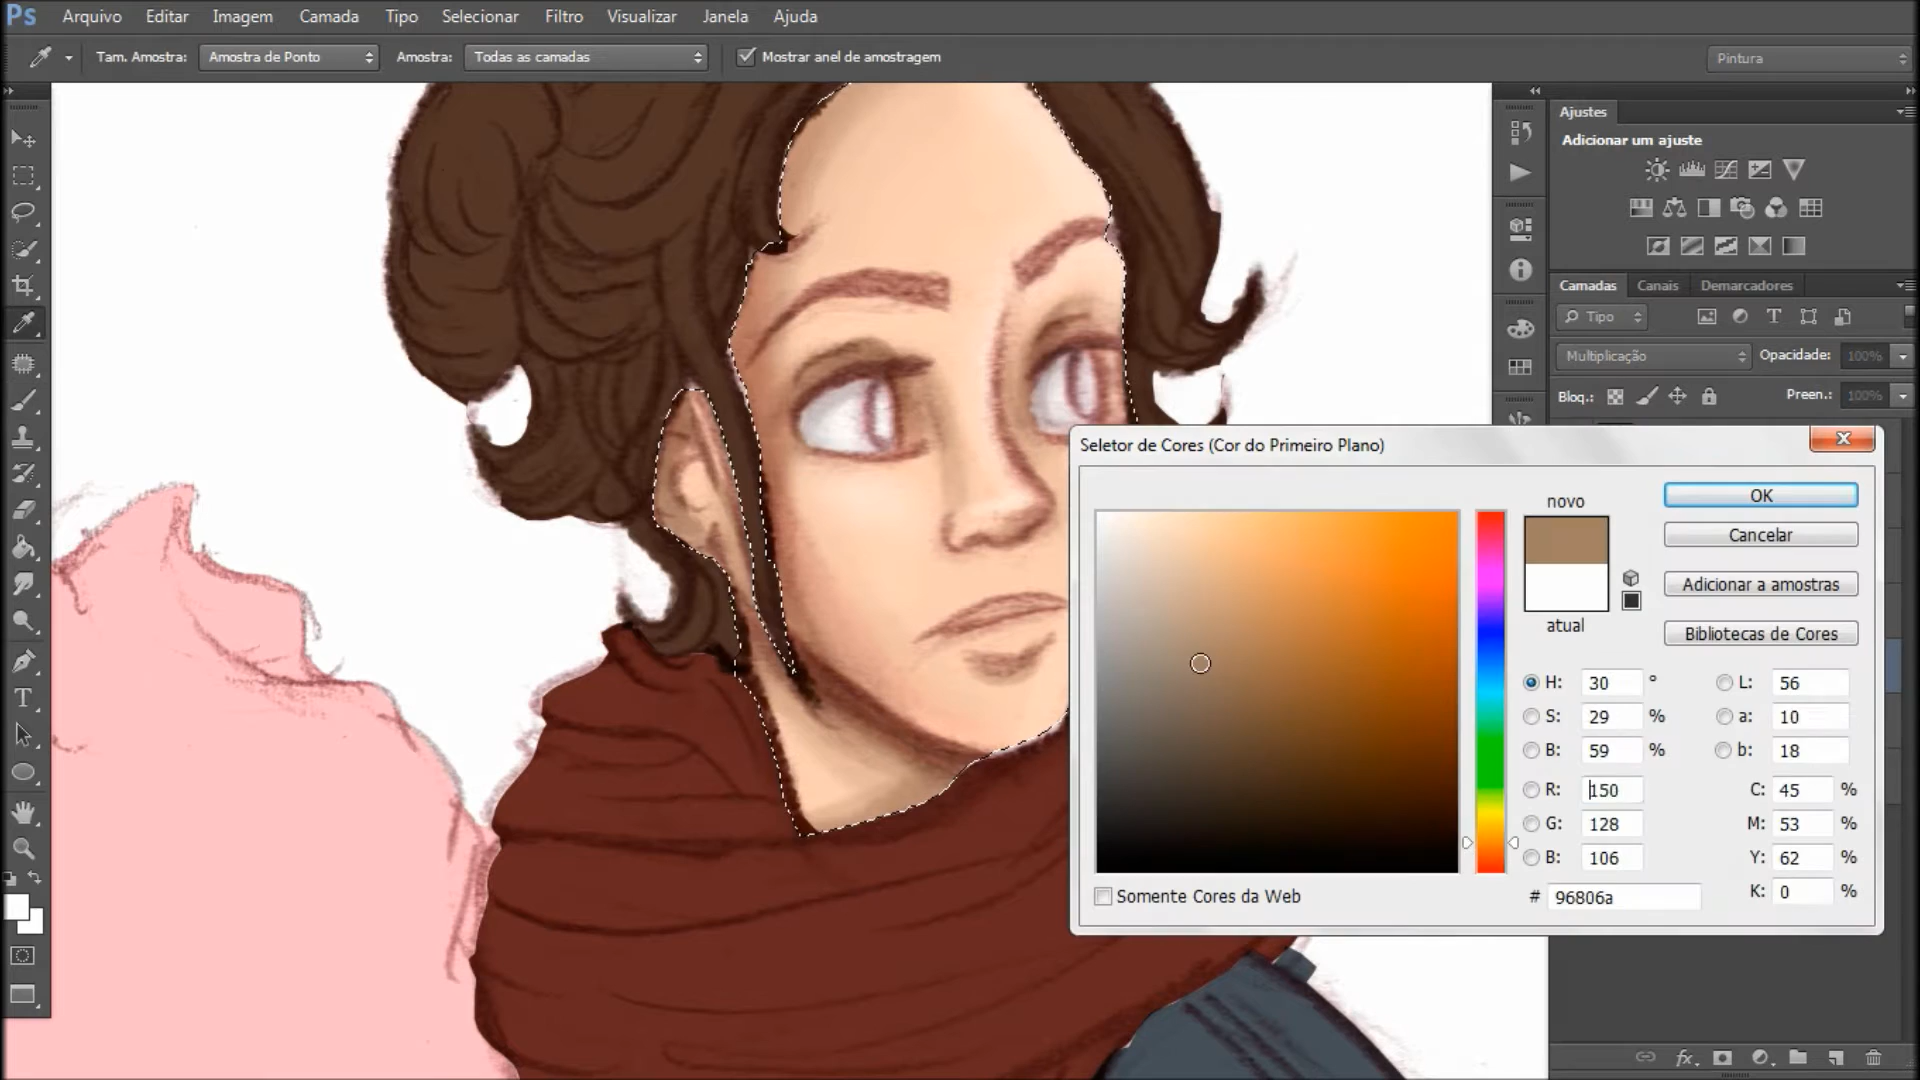 Ps Arquivo Editar Imagem Camada Tipo Selecionar Filtro Visualizar Janela Ajuda
Tam. Amostra: Amostra de Ponto Amostra: Todas as camadas Mostrar anel de amostragem Pintura
Ajustes
Adicionar um ajuste
Camadas Canais Demarcadores
Tipo
Multiplicação Opacidade: 100%
Bloq.: Preen.: 100%
Seletor de Cores (Cor do Primeiro Plano)
novo
atual
OK
Cancelar
Adicionar a amostras
Bibliotecas de Cores
H: 30 ° L: 56
S: 29 % a: 10
B: 59 % b: 18
R: 150 C: 45 %
G: 128 M: 53 %
B: 106 Y: 62 %
# 96806a K: 0 %
Somente Cores da Web